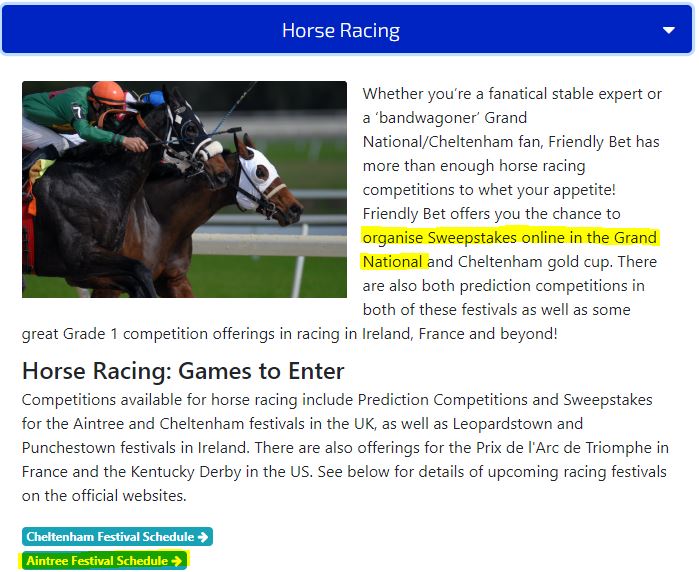 Horse Racing
Whether you’re a fanatical stable expert or
a ‘bandwagoner’ Grand
National/Cheltenham fan, Friendly Bet has
more than enough horse racing
competitions to whet your appetite!
Friendly Bet offers you the chance to
organise Sweepstakes online in the Grand
National and Cheltenham gold cup. There
are also both prediction competitions in
both of these festivals as well as some
great Grade 1 competition offerings in racing in Ireland, France and beyond!
Horse Racing: Games to Enter
Competitions available for horse racing include Prediction Competitions and Sweepstakes
for the Aintree and Cheltenham festivals in the UK, as well as Leopardstown and
Punchestown festivals in Ireland. There are also offerings for the Prix de l'Arc de Triomphe in
France and the Kentucky Derby in the US. See below for details of upcoming racing festivals
on the official websites.
Cheltenham Festival Schedule
Aintree Festival Schedule